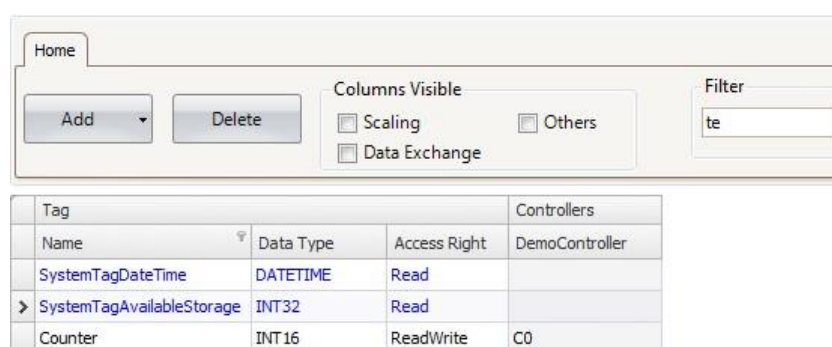 Home
Add
Delete
Columns Visible
Scaling
Others
Data Exchange
Filter
te
Tag Controllers
Name Data Type Access Right DemoController
SystemTagDateTime DATETIME Read
SystemTagAvailableStorage INT32 Read
Counter INT16 ReadWrite C0